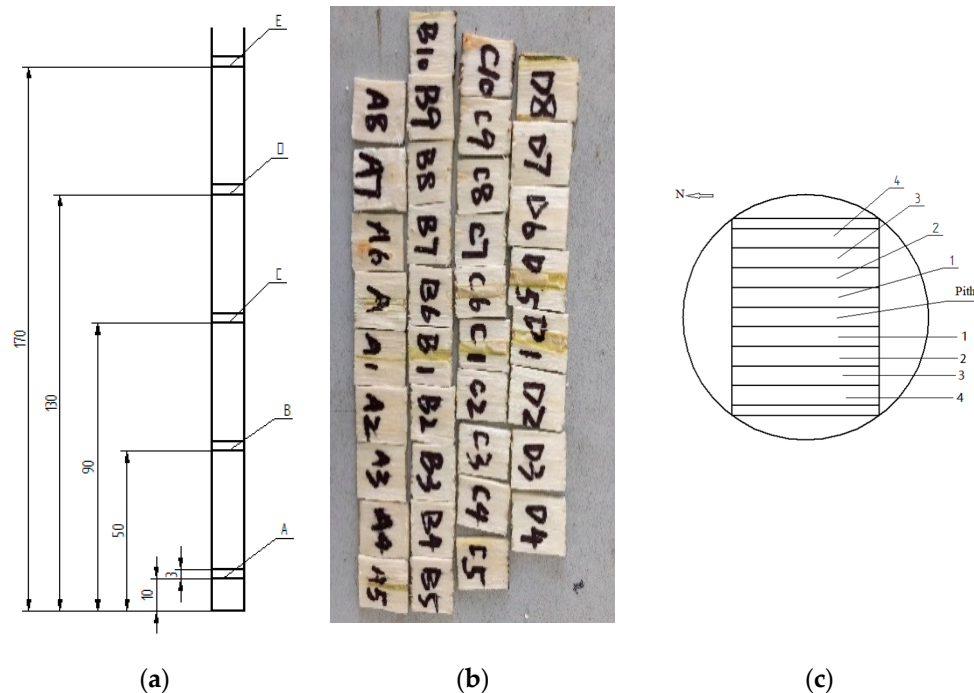 E
D
C
B
A
170
130
90
50
10
3
B10
C10
A8
B9
C9
D8
A7
B8
C8
D7
A6
B7
C7
D6
A
B6
C6
D5
A1
B1
C1
D1
A2
B2
C2
D2
A3
B3
C3
D3
A4
B4
C4
D4
A5
B5
C5
N
4
3
2
1
Pith
1
2
3
4
(a)
(b)
(c)